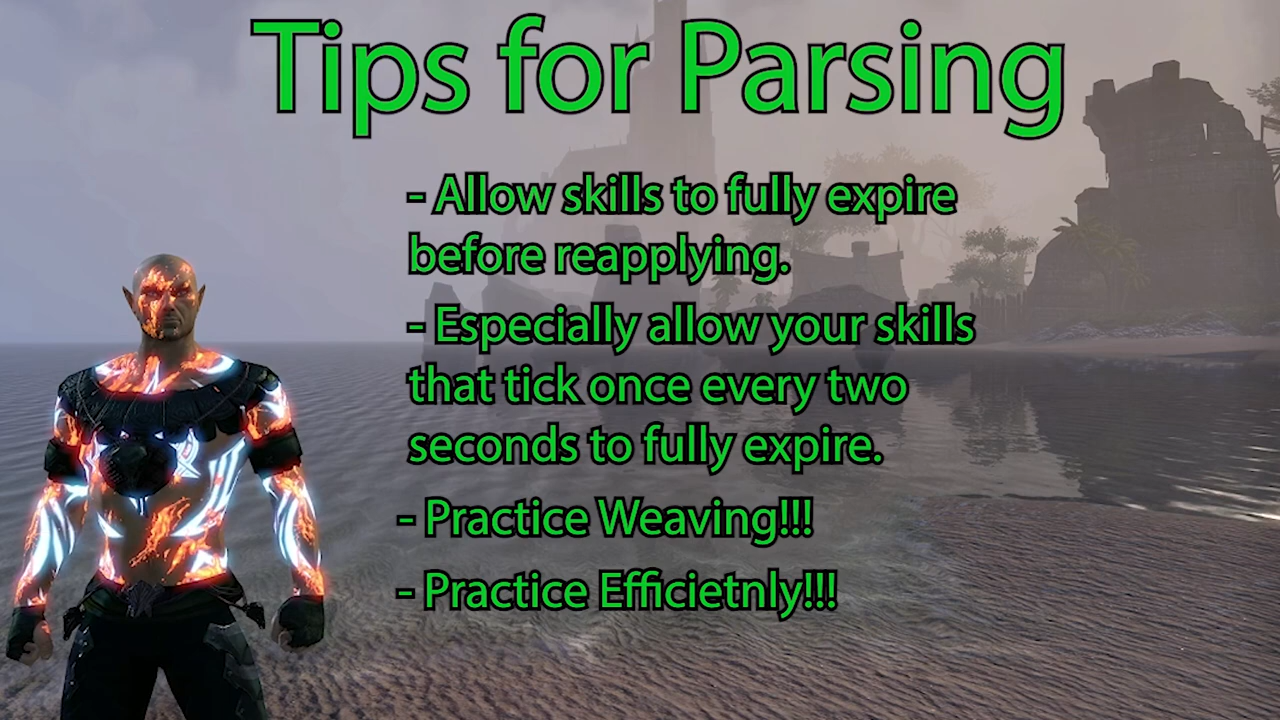 Tips for Parsing
- Allow skills to fully expire
before reapplying.
- Especially allow your skills
that tick once every two
seconds to fully expire.
- Practice Weaving!!!
- Practice Efficietnly!!!